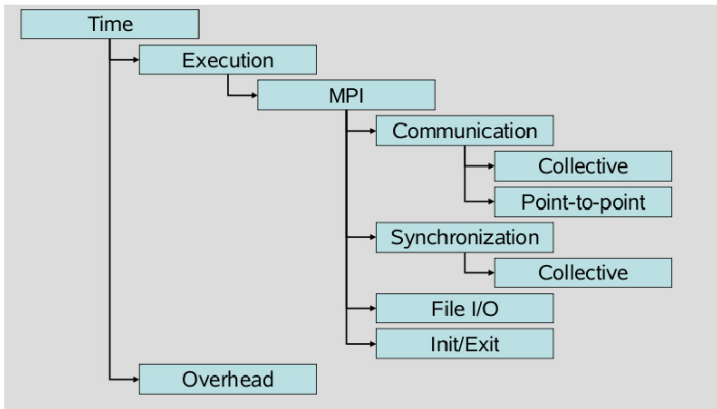 Time
Execution
MPI
Communication
Collective
Point-to-point
Synchronization
Collective
File I/O
Init/Exit
Overhead